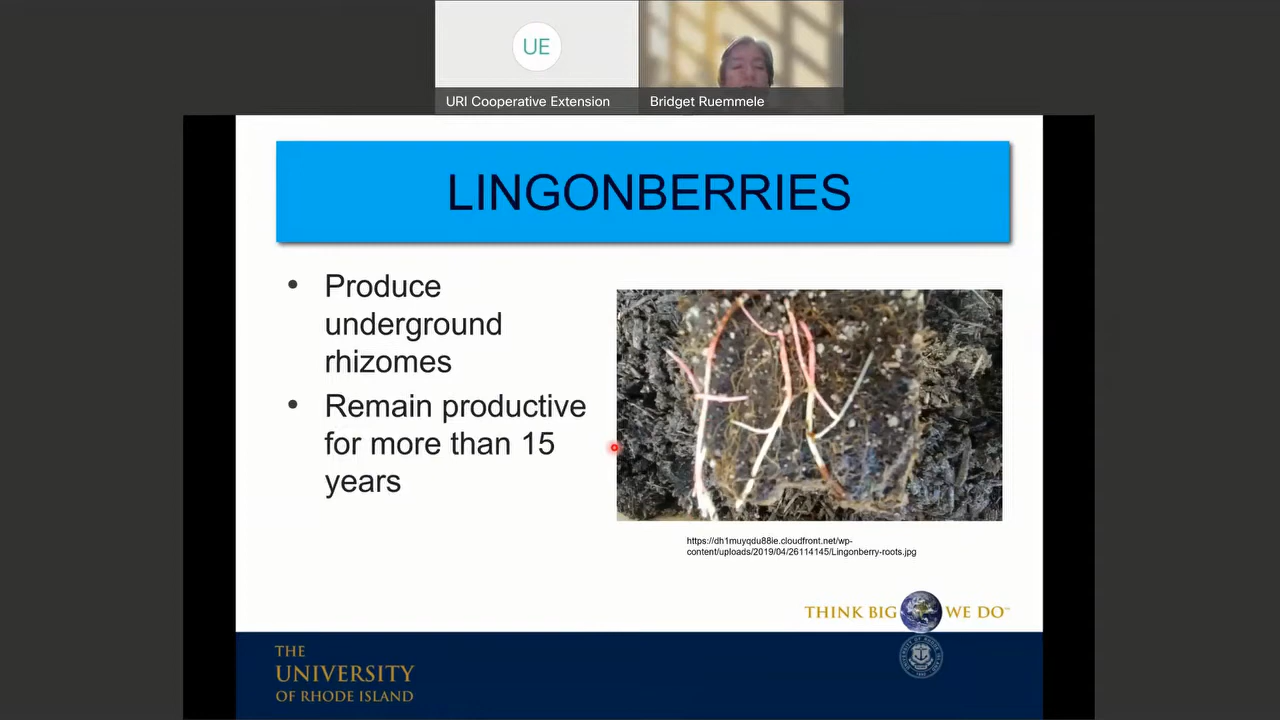 UE
URI Cooperative Extension
Bridget Ruemmele
LINGONBERRIES
• Produce
underground
rhizomes
• Remain productive
for more than 15
years
https://dh1muyqdu88ie.cloudfront.net/wp-
content/uploads/2019/04/26114145/Lingonberry-roots.jpg
THINK BIG WE DO™
THE
UNIVERSITY
OF RHODE ISLAND